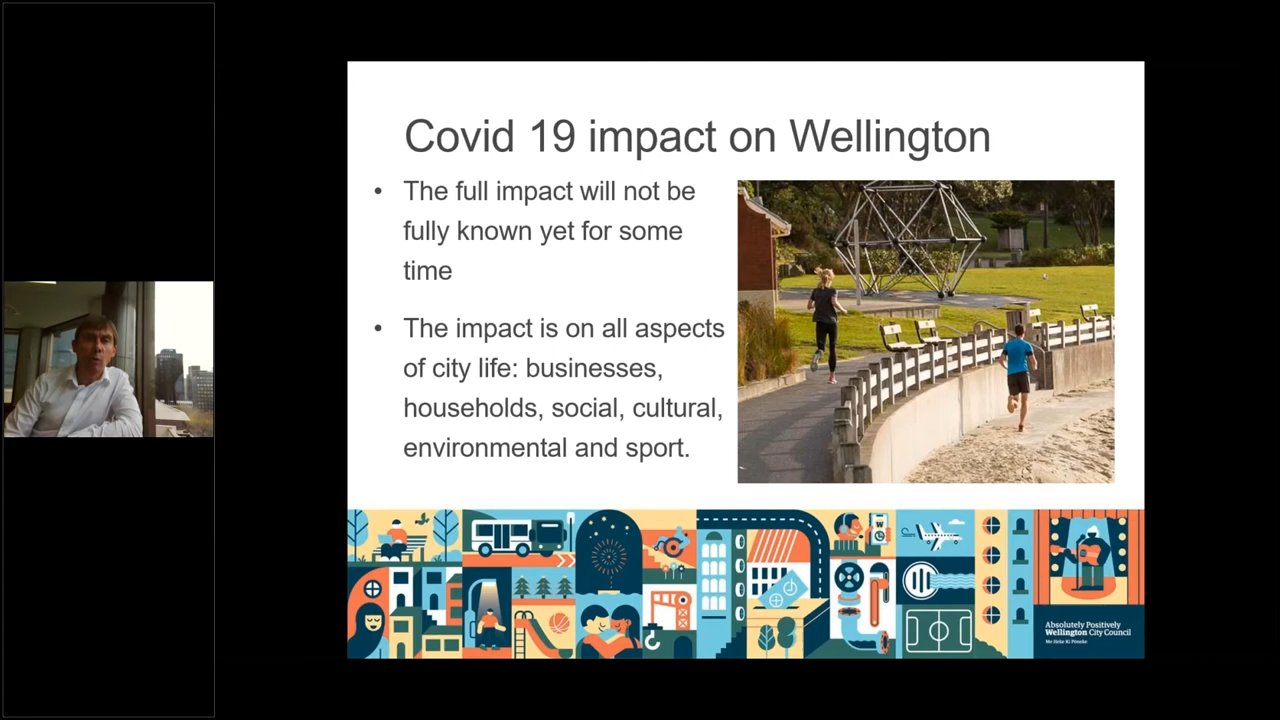 Covid 19 impact on Wellington
• The full impact will not be
fully known yet for some
time
• The impact is on all aspects
of city life: businesses,
households, social, cultural,
environmental and sport.
W
Absolutely Positively
Wellington City Council
Me Heke Ki Pōneke